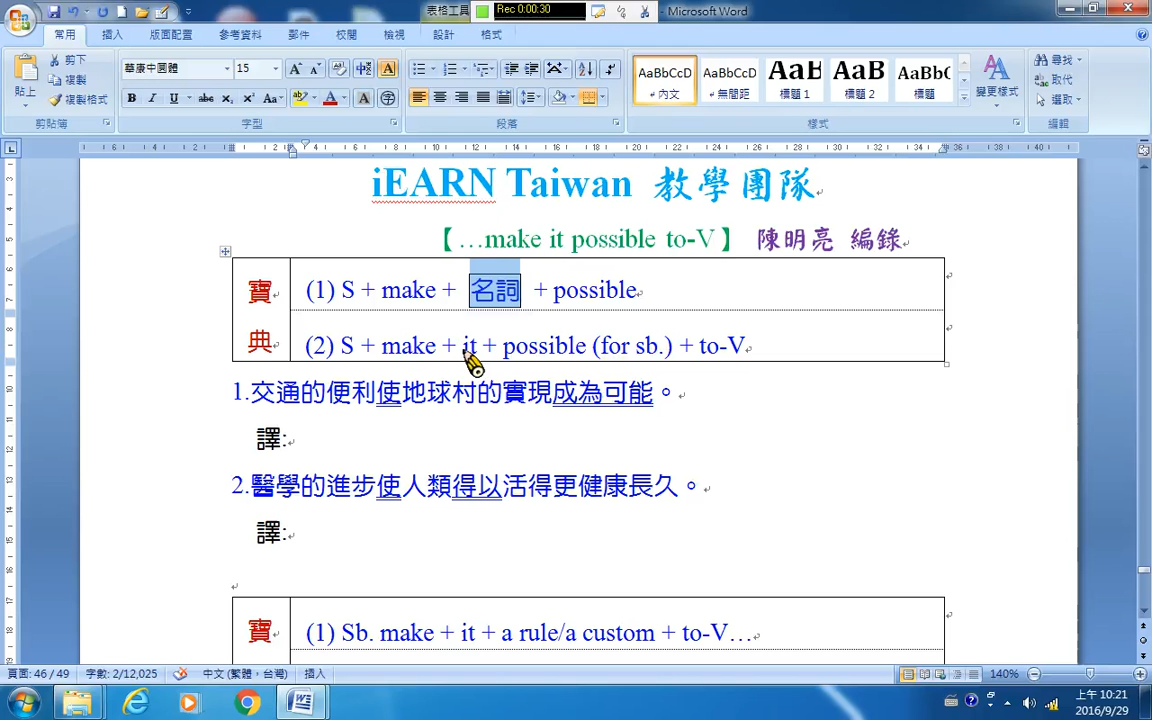 表格工具
Rec 0:00:30
- Microsoft Word
常用 插入 版面配置 參考資料 郵件 校閱 檢視 設計 格式
貼上 剪下 複製 複製格式
華康中圓體 15
AaBbCcD AaBbCcD AaB AaB AaBbC
內文 無間距 標題 1 標題 2 標題
變更樣式
尋找 取代 選取
剪貼簿 字型 段落 樣式 編輯
iEARN Taiwan 教學團隊
【…make it possible to-V】 陳明亮 編錄
寶典
(1) S + make + 名詞 + possible
(2) S + make + it + possible (for sb.) + to-V
1.交通的便利使地球村的實現成為可能。
譯:
2.醫學的進步使人類得以活得更健康長久。
譯:
寶
(1) Sb. make + it + a rule/a custom + to-V…
頁面: 46 / 49 字數: 2/12,025 中文 (繁體，台灣) 插入 140%
上午 10:21
2016/9/29